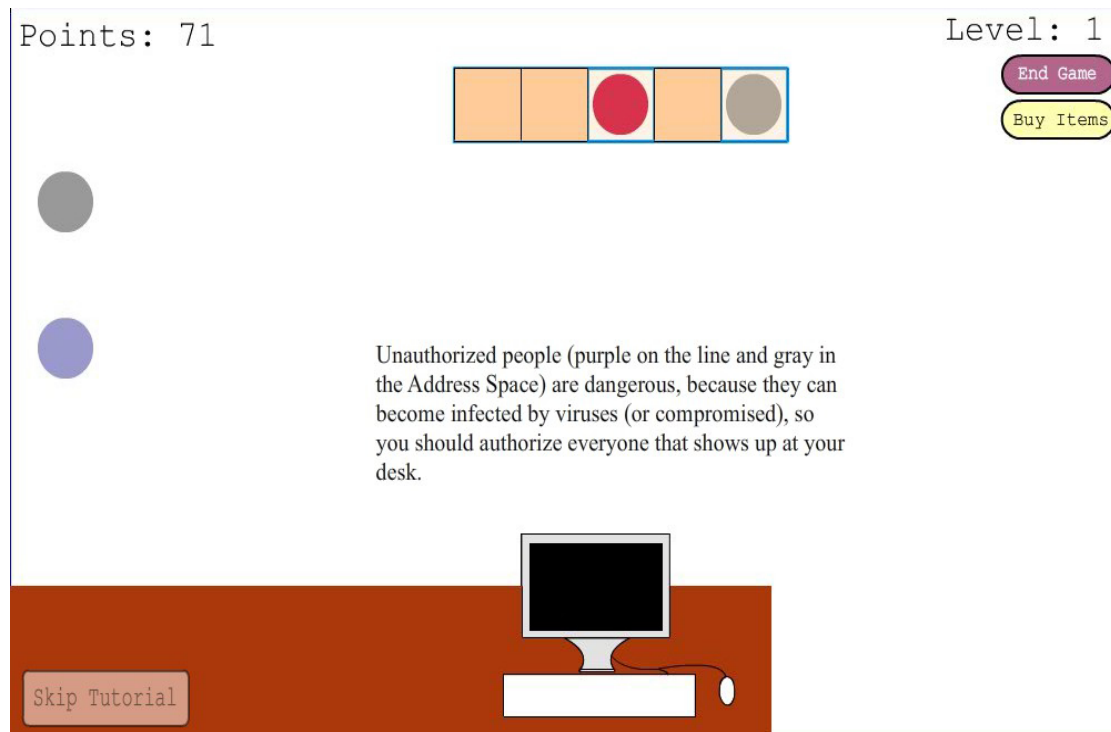 Points: 71
Level: 1
End Game
Buy Items
Unauthorized people (purple on the line and gray in
the Address Space) are dangerous, because they can
become infected by viruses (or compromised), so
you should authorize everyone that shows up at your
desk.
Skip Tutorial